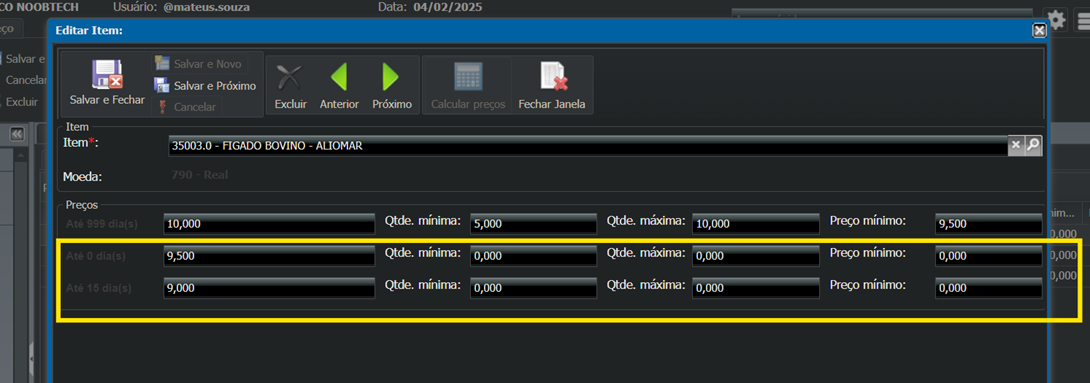 CO NOOBTECH Usuário: @mateus.souza Data: 04/02/2025
eço
Editar Item:
Salvar e
Cancelar
Excluir
Salvar e Fechar
Salvar e Novo
Salvar e Próximo
Cancelar
Excluir Anterior Próximo Calcular preços Fechar Janela
Item
Item*: 35003.0 - FIGADO BOVINO - ALIOMAR
Moeda: 790 - Real
Preços
Até 999 dia(s) 10,000 Qtde. mínima: 5,000 Qtde. máxima: 10,000 Preço mínimo: 9,500
Até 0 dia(s) 9,500 Qtde. mínima: 0,000 Qtde. máxima: 0,000 Preço mínimo: 0,000
Até 15 dia(s) 9,000 Qtde. mínima: 0,000 Qtde. máxima: 0,000 Preço mínimo: 0,000
nim...
0,000
0,000
0,000